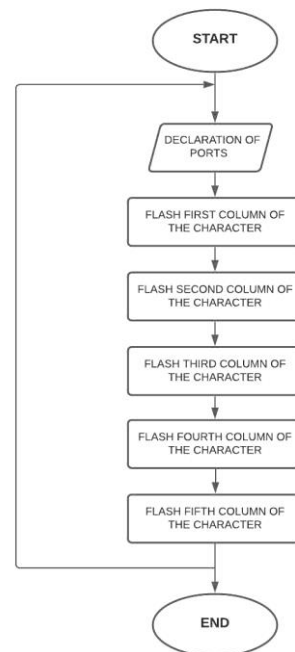 START
DECLARATION OF
PORTS
FLASH FIRST COLUMN OF
THE CHARACTER
FLASH SECOND COLUMN OF
THE CHARACTER
FLASH THIRD COLUMN OF
THE CHARACTER
FLASH FOURTH COLUMN OF
THE CHARACTER
FLASH FIFTH COLUMN OF
THE CHARACTER
END